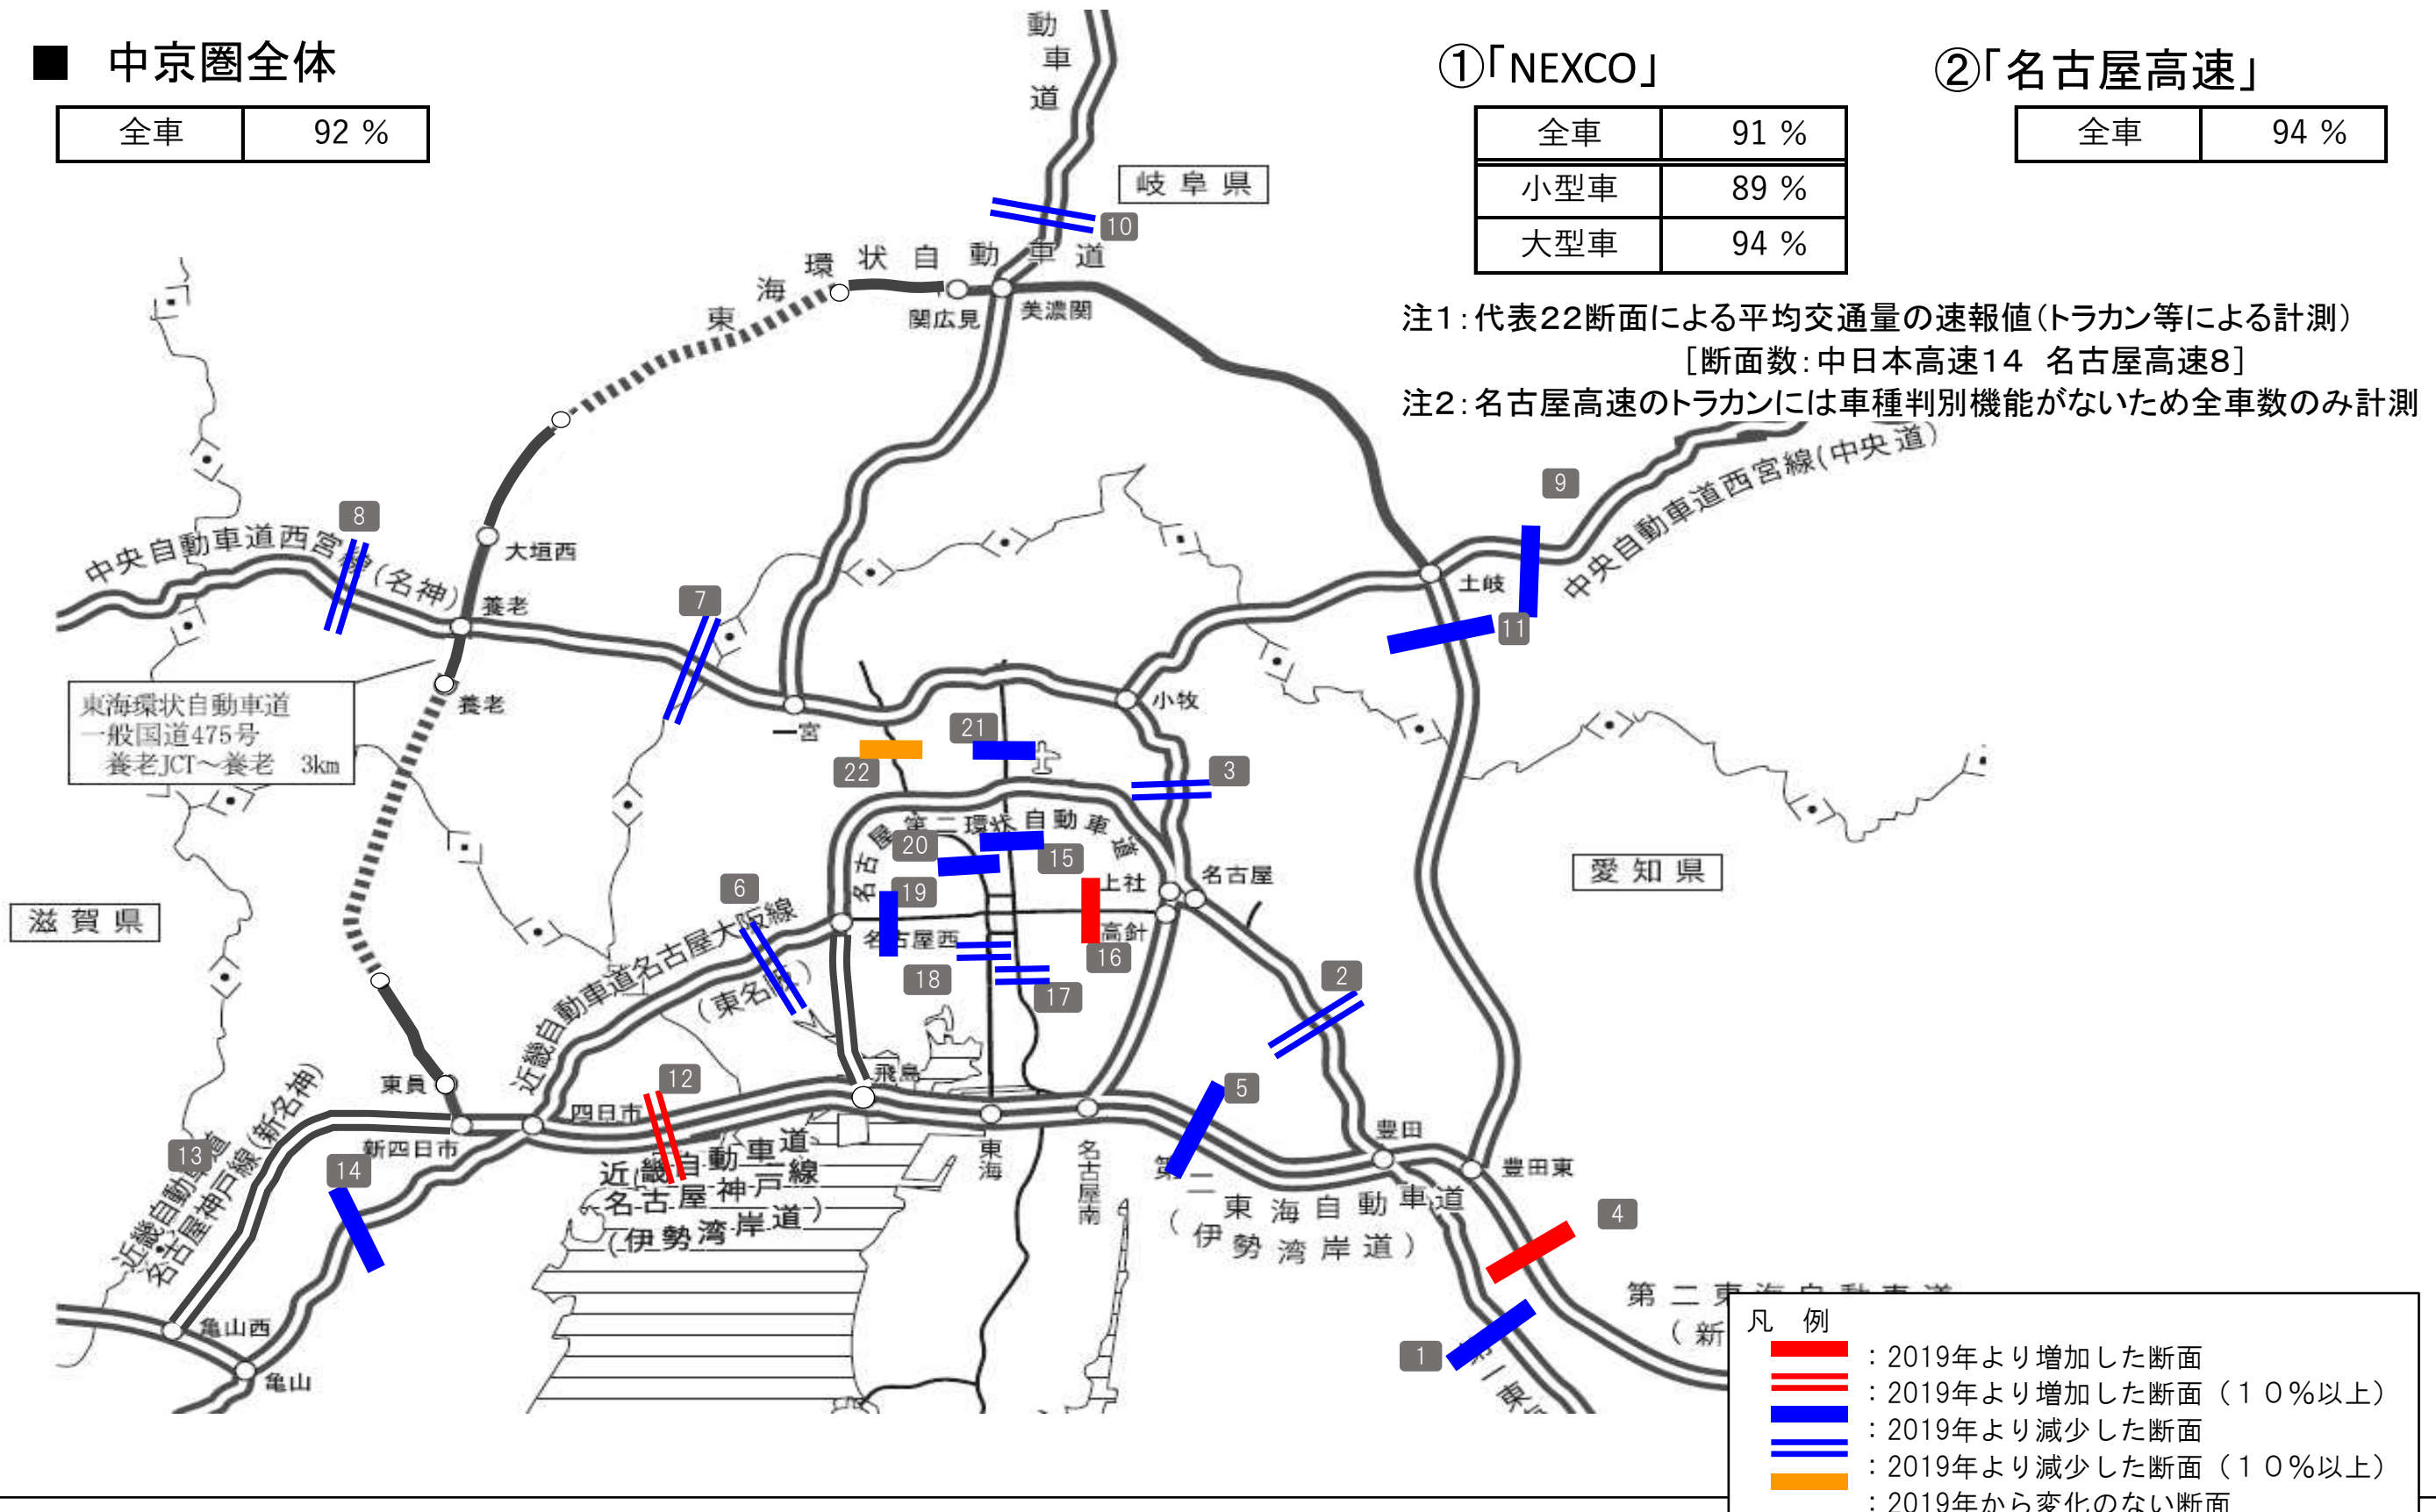 ■ 中京圏全体
全車 92 %
①「NEXCO」
全車 91 %
小型車 89 %
大型車 94 %
②「名古屋高速」
全車 94 %
注1：代表22断面による平均交通量の速報値（トラカン等による計測）
［断面数：中日本高速14 名古屋高速8］
注2：名古屋高速のトラカンには車種判別機能がないため全車数のみ計測
動車道
岐阜県
10
東海環状自動車道
関広見
美濃関
9
中央自動車道西宮線(中央道)
8
中央自動車道西宮線(名神)
大垣西
養老
7
土岐
11
東海環状自動車道
一般国道475号
養老JCT～養老 3km
養老
一宮
小牧
21
22
3
名古屋第二環状自動車道
20
15
19
上社
名古屋
愛知県
6
滋賀県
近畿自動車道名古屋大阪線
(東名阪)
名古屋西
高針
16
18
17
2
飛島
12
東員
四日市
5
近畿自動車道
名古屋神戸線(新名神)
13
新四日市
14
近畿自動車道
名古屋神戸線
(伊勢湾岸道)
東海
名古屋南
豊田
豊田東
第二東海自動車道
(伊勢湾岸道)
4
亀山西
亀山
1
第二東海自動車道
(新
第一東
凡 例
：2019年より増加した断面
：2019年より増加した断面（１０％以上）
：2019年より減少した断面
：2019年より減少した断面（１０％以上）
：2019年から変化のない断面